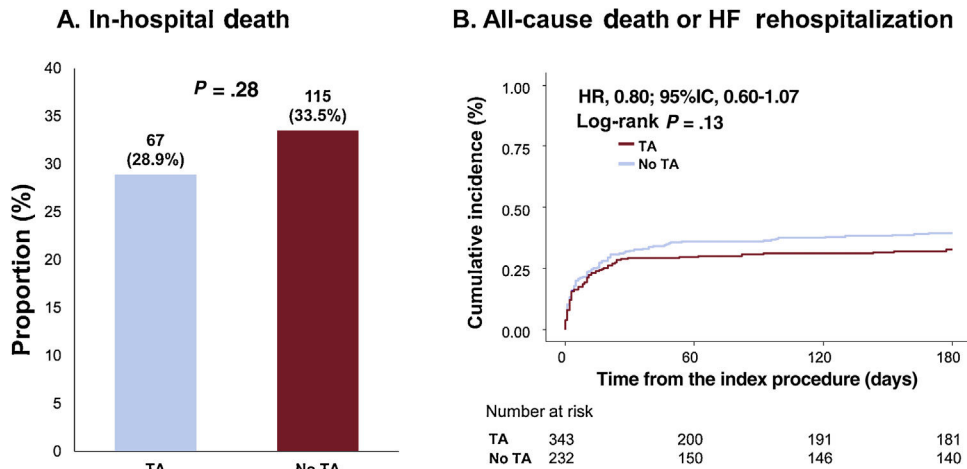 A. In-hospital death
B. All-cause death or HF rehospitalization
40
35
30
25
20
15
10
5
0
Proportion (%)
P = .28
67
(28.9%)
115
(33.5%)
TA
No TA
1.00
0.75
0.50
0.25
0.00
Cumulative incidence (%)
HR, 0.80; 95%IC, 0.60-1.07
Log-rank P = .13
TA
No TA
0 60 120 180
Time from the index procedure (days)
Number at risk
TA 343 200 191 181
No TA 232 150 146 140